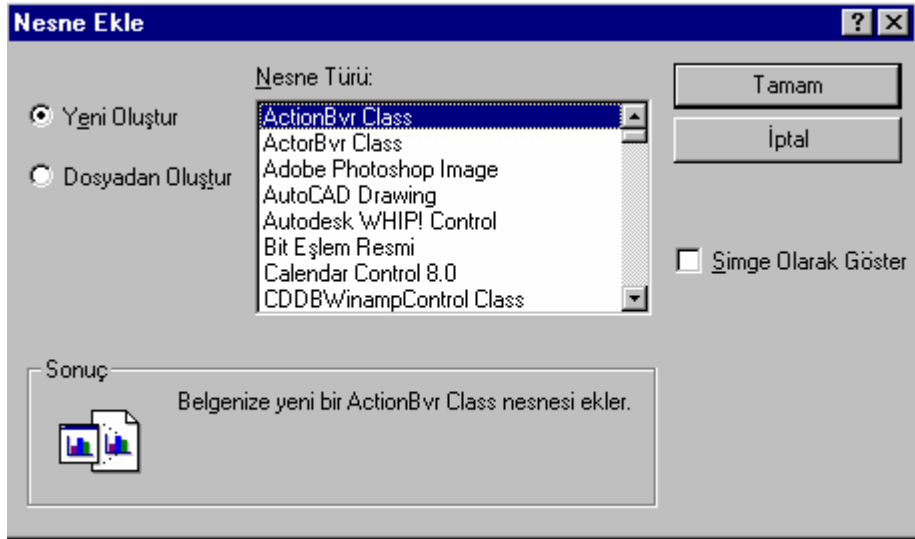 Nesne Ekle
Nesne Türü:
Yeni Oluştur
Dosyadan Oluştur
ActionBvr Class
ActorBvr Class
Adobe Photoshop Image
AutoCAD Drawing
Autodesk WHIP! Control
Bit Eşlem Resmi
Calendar Control 8.0
CDDBWinampControl Class
Tamam
İptal
Simge Olarak Göster
Sonuç
Belgenize yeni bir ActionBvr Class nesnesi ekler.